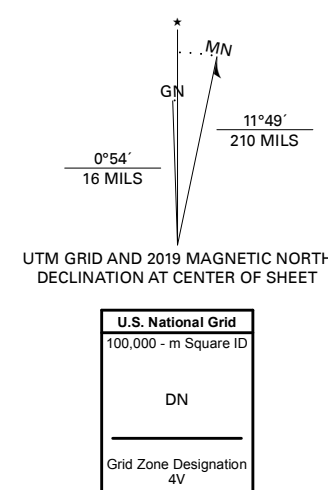 ★
MN
GN
11°49´
210 MILS
0°54´
16 MILS
UTM GRID AND 2019 MAGNETIC NORTH
DECLINATION AT CENTER OF SHEET
U.S. National Grid
100,000 - m Square ID
DN
Grid Zone Designation
4V